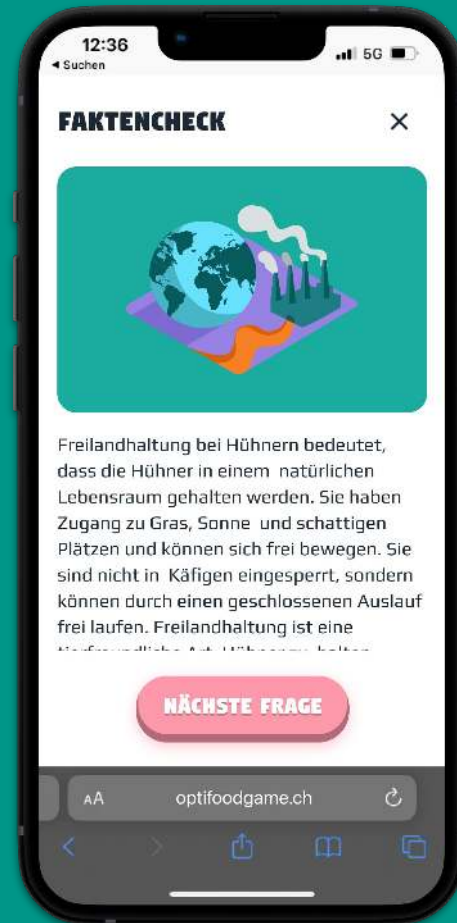 12:36
5G
◂ Suchen
FAKTENCHECK
Freilandhaltung bei Hühnern bedeutet,
dass die Hühner in einem natürlichen
Lebensraum gehalten werden. Sie haben
Zugang zu Gras, Sonne und schattigen
Plätzen und können sich frei bewegen. Sie
sind nicht in Käfigen eingesperrt, sondern
können durch einen geschlossenen Auslauf
frei laufen. Freilandhaltung ist eine
NÄCHSTE FRAGE
AA
optifoodgame.ch